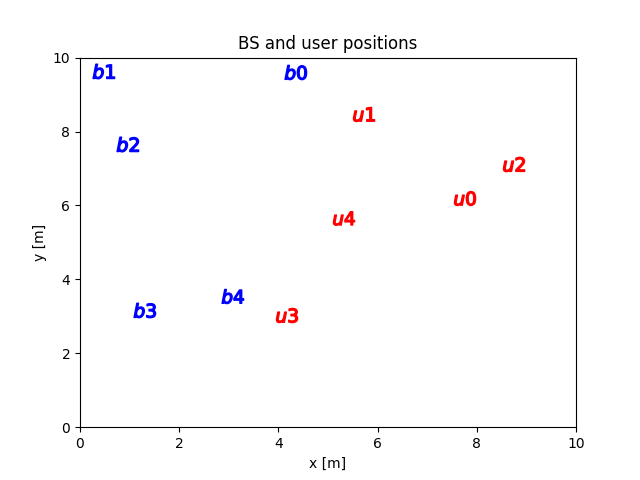 BS and user positions
10
b1
b0
u1
8
b2
u2
6
u0
u4
y [m]
4
b4
b3
u3
2
0
0 2 4 6 8 10
x [m]